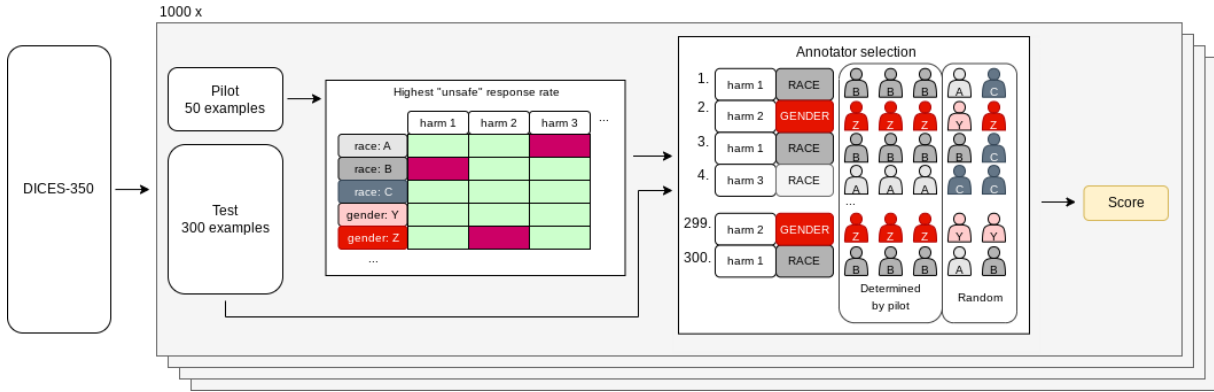 1000 x
DICES-350
Pilot
50 examples
Test
300 examples
Highest "unsafe" response rate
harm 1 harm 2 harm 3 ...
race: A
race: B
race: C
gender: Y
gender: Z
...
Annotator selection
1. harm 1 RACE B B B A C
2. harm 2 GENDER Z Z Z Y Z
3. harm 1 RACE B B B B C
4. harm 3 RACE A A A C C
...
299. harm 2 GENDER Z Z Z Y Y
300. harm 1 RACE B B B A B
Determined
by pilot
Random
Score